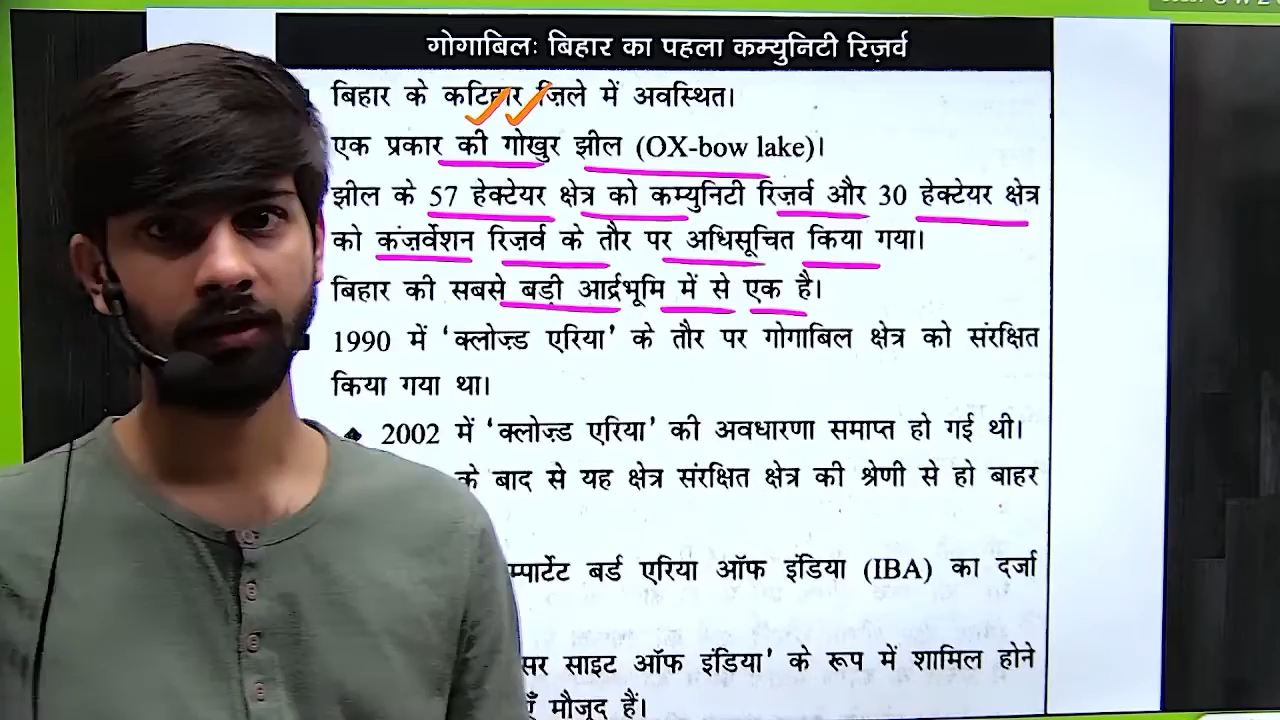 गोगाबिलः बिहार का पहला कम्युनिटी रिज़र्व
बिहार के कटिहार ज़िले में अवस्थित।
एक प्रकार की गोखुर झील (OX-bow lake)।
झील के 57 हेक्टेयर क्षेत्र को कम्युनिटी रिज़र्व और 30 हेक्टेयर क्षेत्र
को कंज़र्वेशन रिज़र्व के तौर पर अधिसूचित किया गया।
बिहार की सबसे बड़ी आर्द्रभूमि में से एक है।
1990 में 'क्लोज़्ड एरिया' के तौर पर गोगाबिल क्षेत्र को संरक्षित
किया गया था।
2002 में 'क्लोज़्ड एरिया' की अवधारणा समाप्त हो गई थी।
के बाद से यह क्षेत्र संरक्षित क्षेत्र की श्रेणी से हो बाहर
म्पार्टेट बर्ड एरिया ऑफ इंडिया (IBA) का दर्जा
सर साइट ऑफ इंडिया' के रूप में शामिल होने
मौजूद हैं।